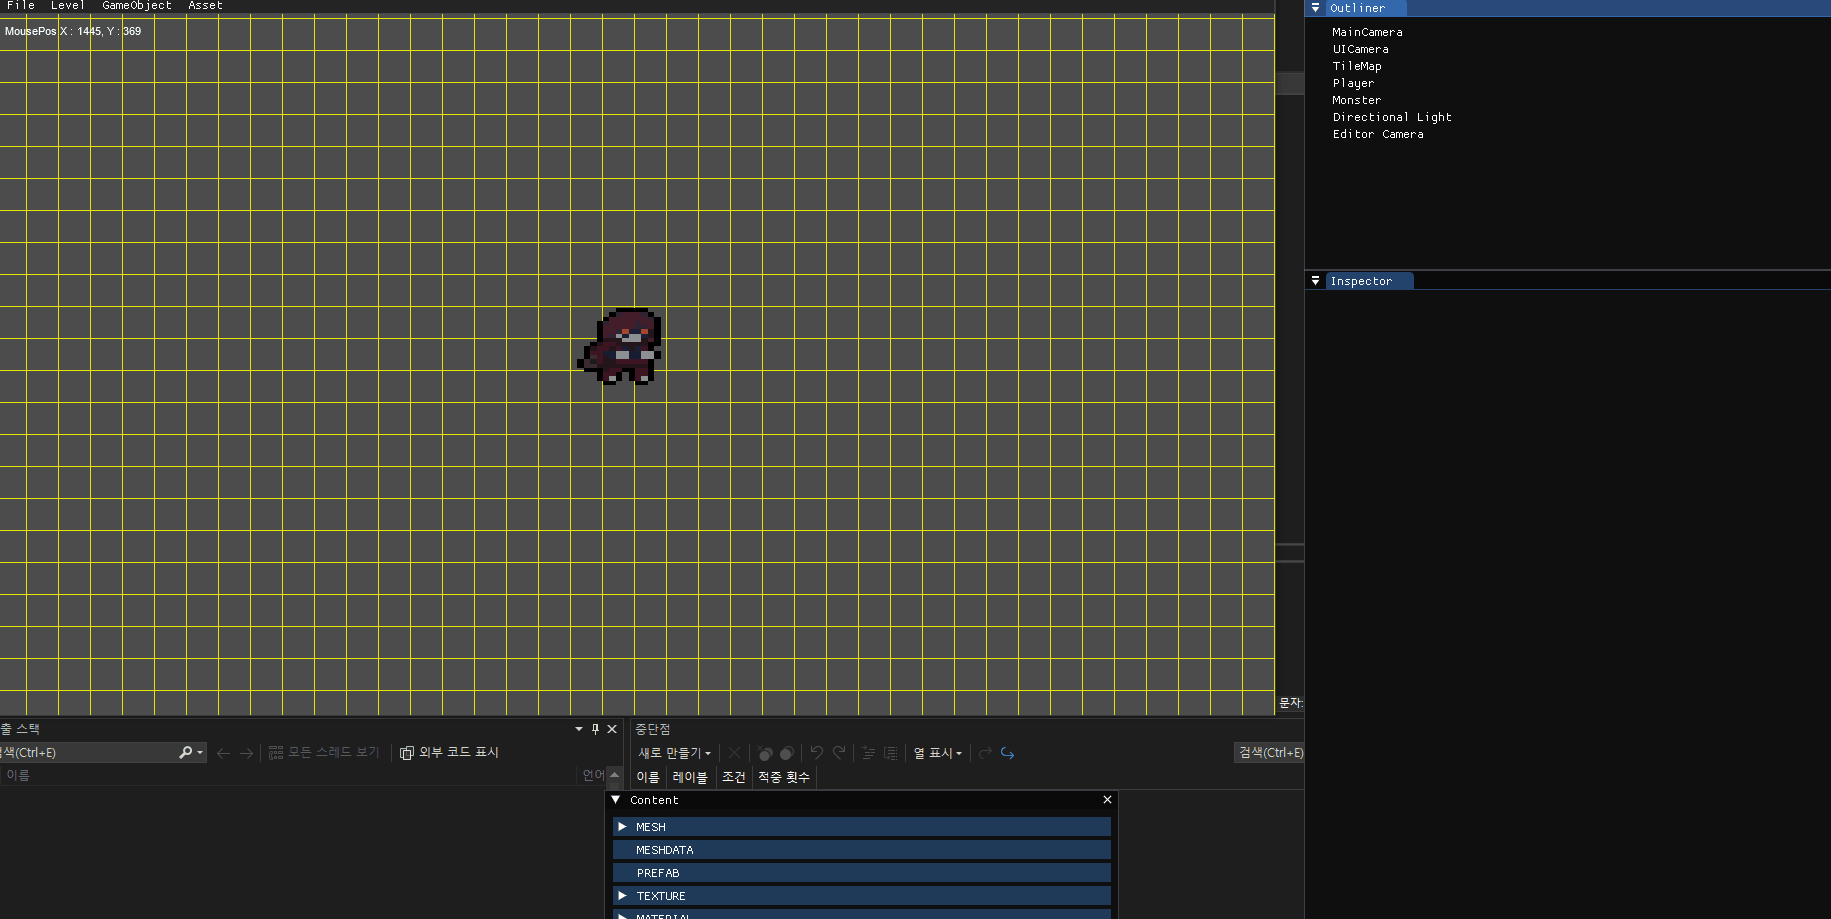 File Level GameObject Asset
MousePos X : 1445, Y : 369
Outliner
MainCamera
UICamera
TileMap
Player
Monster
Directional Light
Editor Camera
Inspector
문자:
출 스택
검색(Ctrl+E) 모든 스레드 보기 외부 코드 표시
이름 언어
중단점
새로 만들기 열 표시 검색(Ctrl+E)
이름 레이블 조건 적중 횟수
Content
MESH
MESHDATA
PREFAB
TEXTURE
MATERIAL